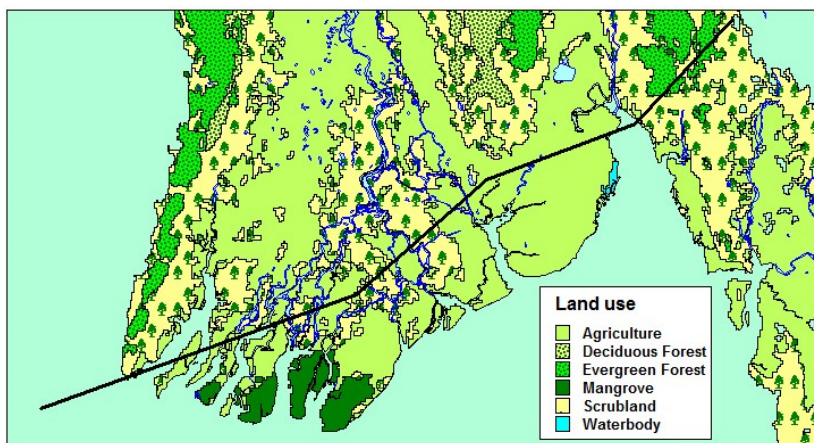 Land use
Agriculture
Deciduous Forest
Evergreen Forest
Mangrove
Scrubland
Waterbody